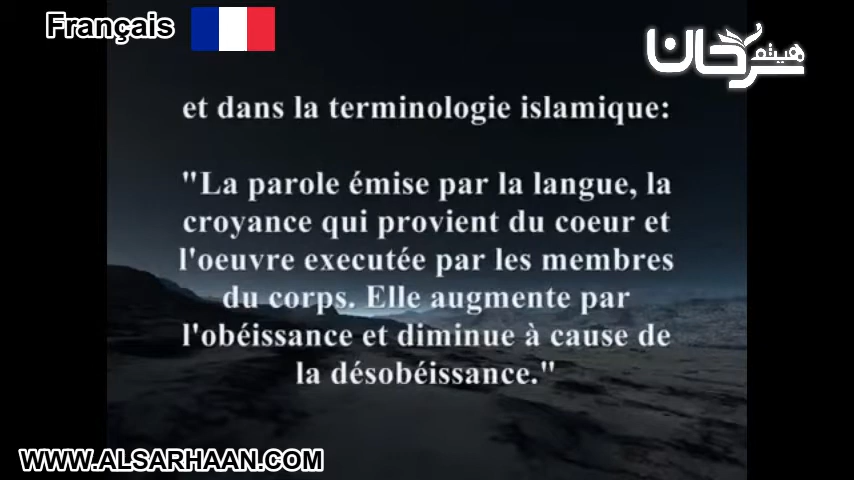 Français
هيثم
سرحان
et dans la terminologie islamique:
"La parole émise par la langue, la
croyance qui provient du coeur et
l'oeuvre executée par les membres
du corps. Elle augmente par
l'obéissance et diminue à cause de
la désobéissance."
WWW.ALSARHAAN.COM